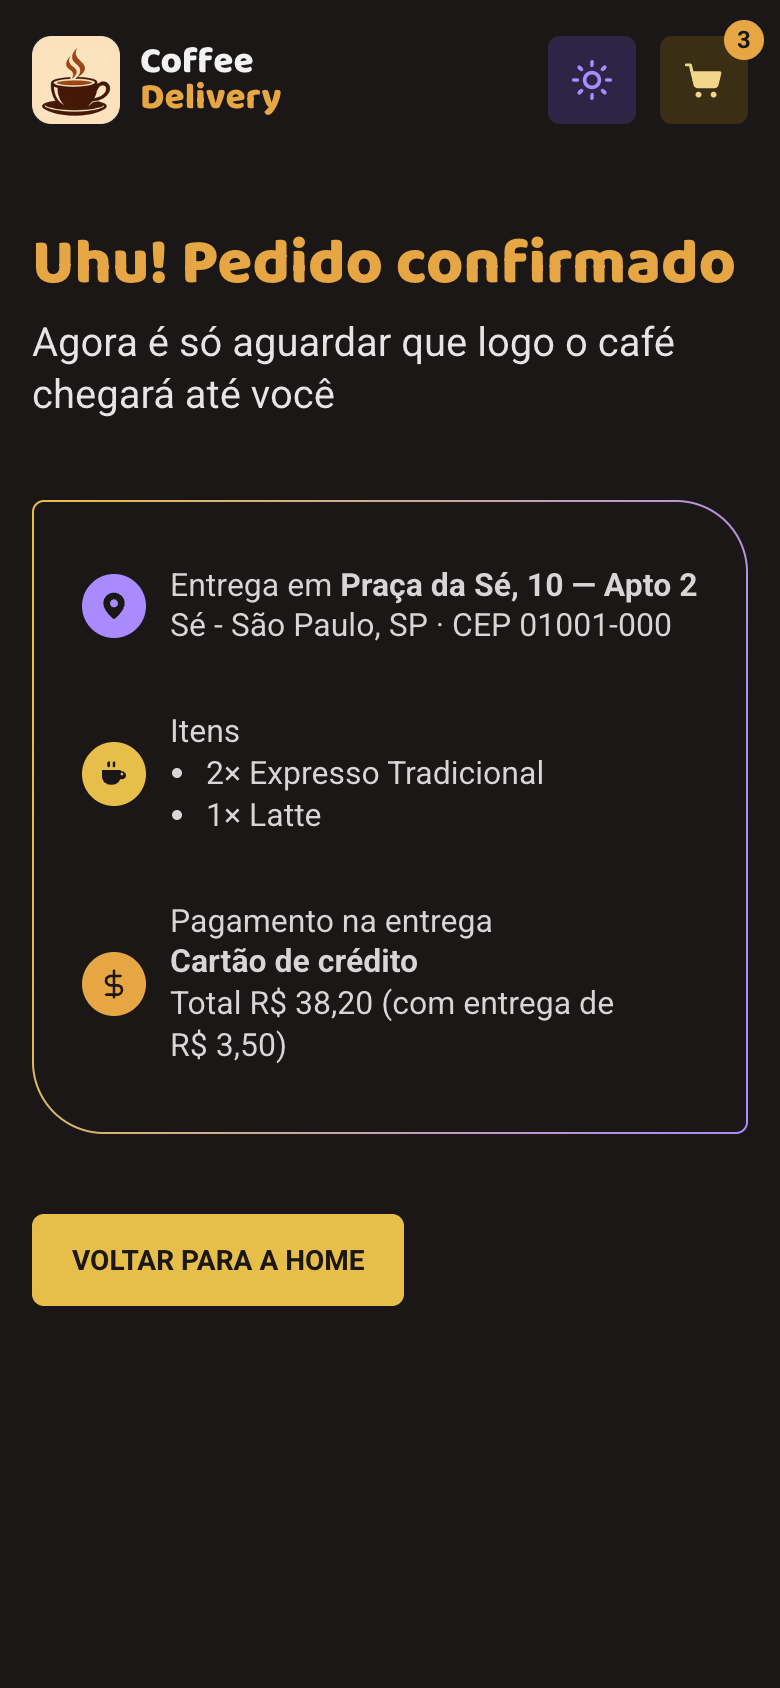 Coffee
Delivery
3
Uhu! Pedido confirmado
Agora é só aguardar que logo o café
chegará até você
Entrega em Praça da Sé, 10 — Apto 2
Sé - São Paulo, SP · CEP 01001-000
Itens
• 2× Expresso Tradicional
• 1× Latte
Pagamento na entrega
Cartão de crédito
Total R$ 38,20 (com entrega de
R$ 3,50)
VOLTAR PARA A HOME